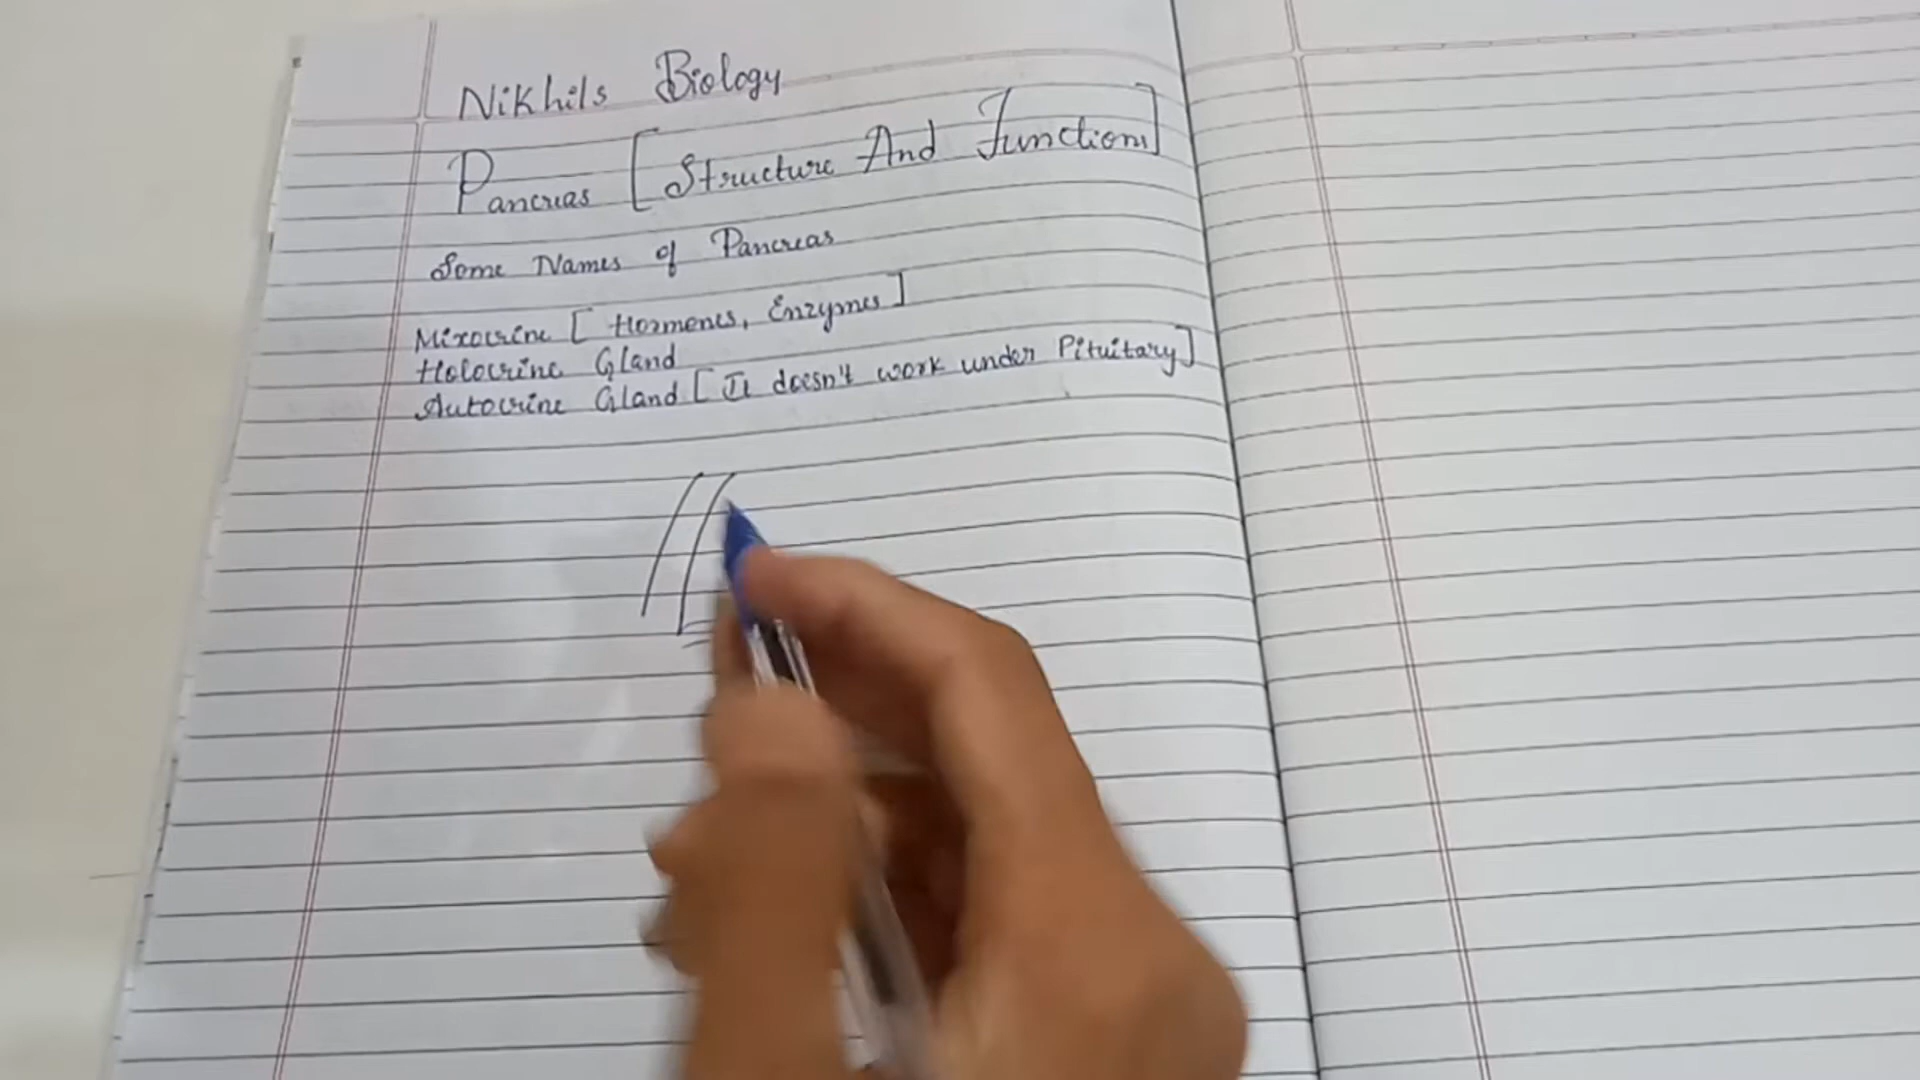 Nikhils Biology
Pancreas [Structure And Functions]
Some Names of Pancreas
Mixocrine [Hormones, Enzymes]
Holocrine Gland
Autocrine Gland [It doesn't work under Pituitary]